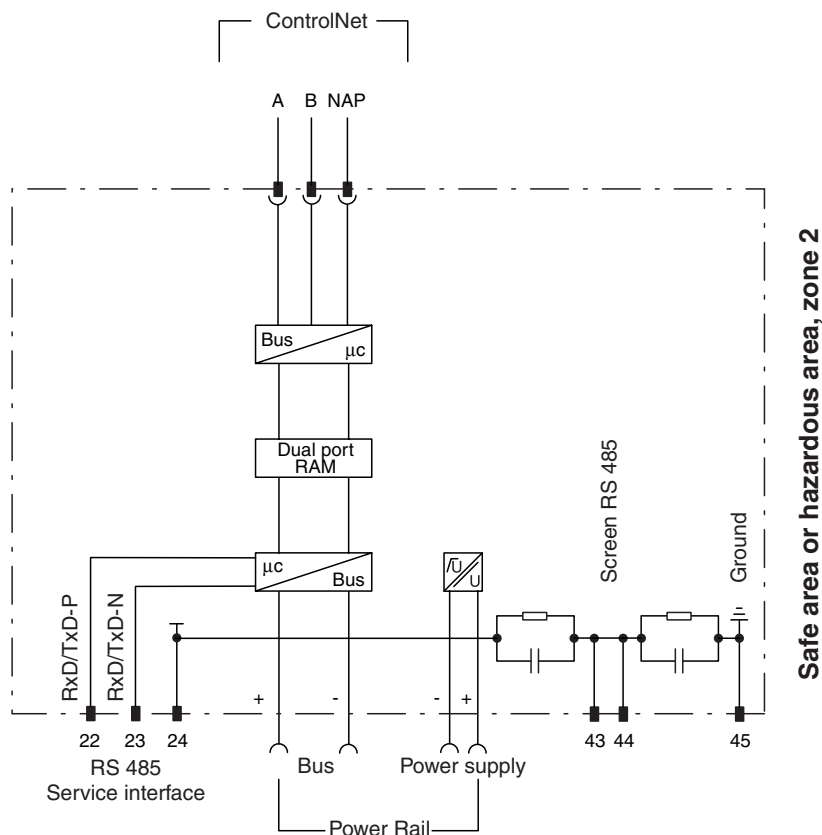 ControlNet
A B NAP
Bus
µc
Dual port
RAM
µc
Bus
Ū
U
RxD/TxD-P
RxD/TxD-N
Screen RS 485
Ground
Safe area or hazardous area, zone 2
+ - - +
22 23 24 43 44 45
RS 485
Service interface
Bus
Power supply
Power Rail